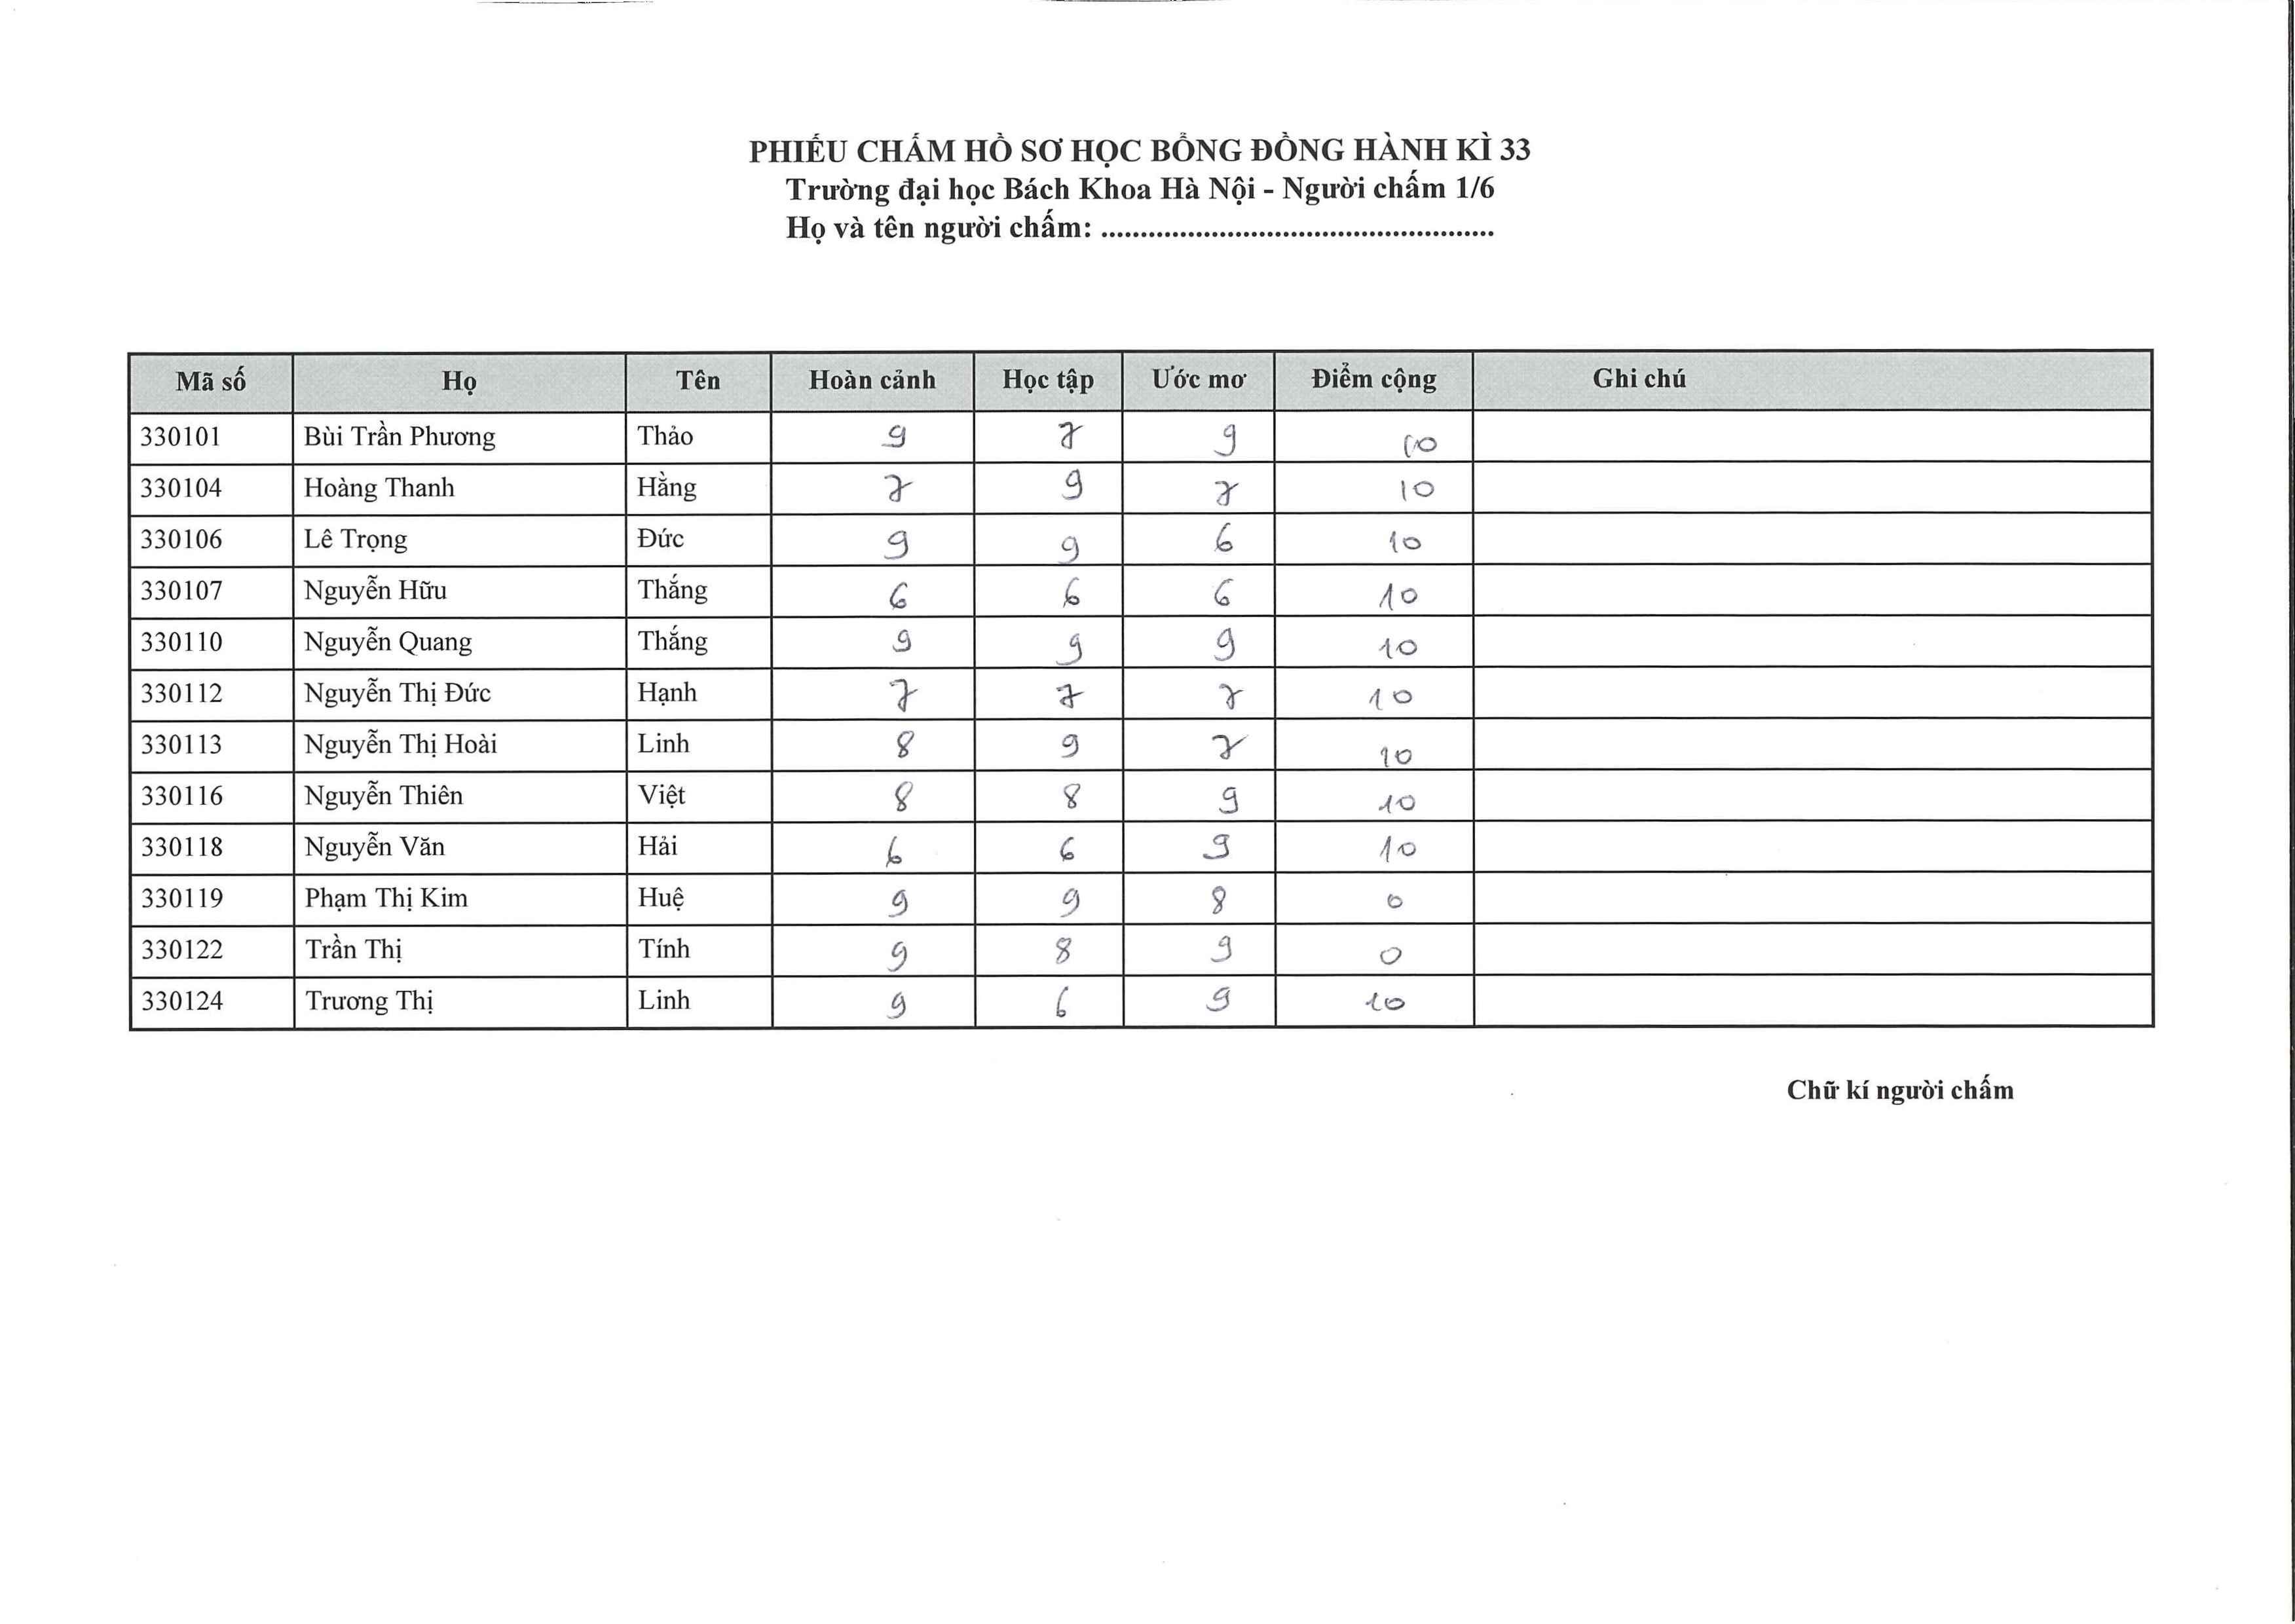 PHIẾU CHẤM HỒ SƠ HỌC BỔNG ĐỒNG HÀNH KÌ 33
Trường đại học Bách Khoa Hà Nội - Người chấm 1/6
Họ và tên người chấm: ..................................................
Mã số Họ Tên Hoàn cảnh Học tập Ước mơ Điểm cộng Ghi chú
330101 Bùi Trần Phương Thảo 9 7 9 10
330104 Hoàng Thanh Hằng 7 9 7 10
330106 Lê Trọng Đức 9 9 6 10
330107 Nguyễn Hữu Thắng 6 6 6 10
330110 Nguyễn Quang Thắng 9 9 9 10
330112 Nguyễn Thị Đức Hạnh 7 7 7 10
330113 Nguyễn Thị Hoài Linh 8 9 7 10
330116 Nguyễn Thiên Việt 8 8 9 10
330118 Nguyễn Văn Hải 6 6 9 10
330119 Phạm Thị Kim Huệ 9 9 8 0
330122 Trần Thị Tính 9 8 9 0
330124 Trương Thị Linh 9 6 9 10
Chữ kí người chấm